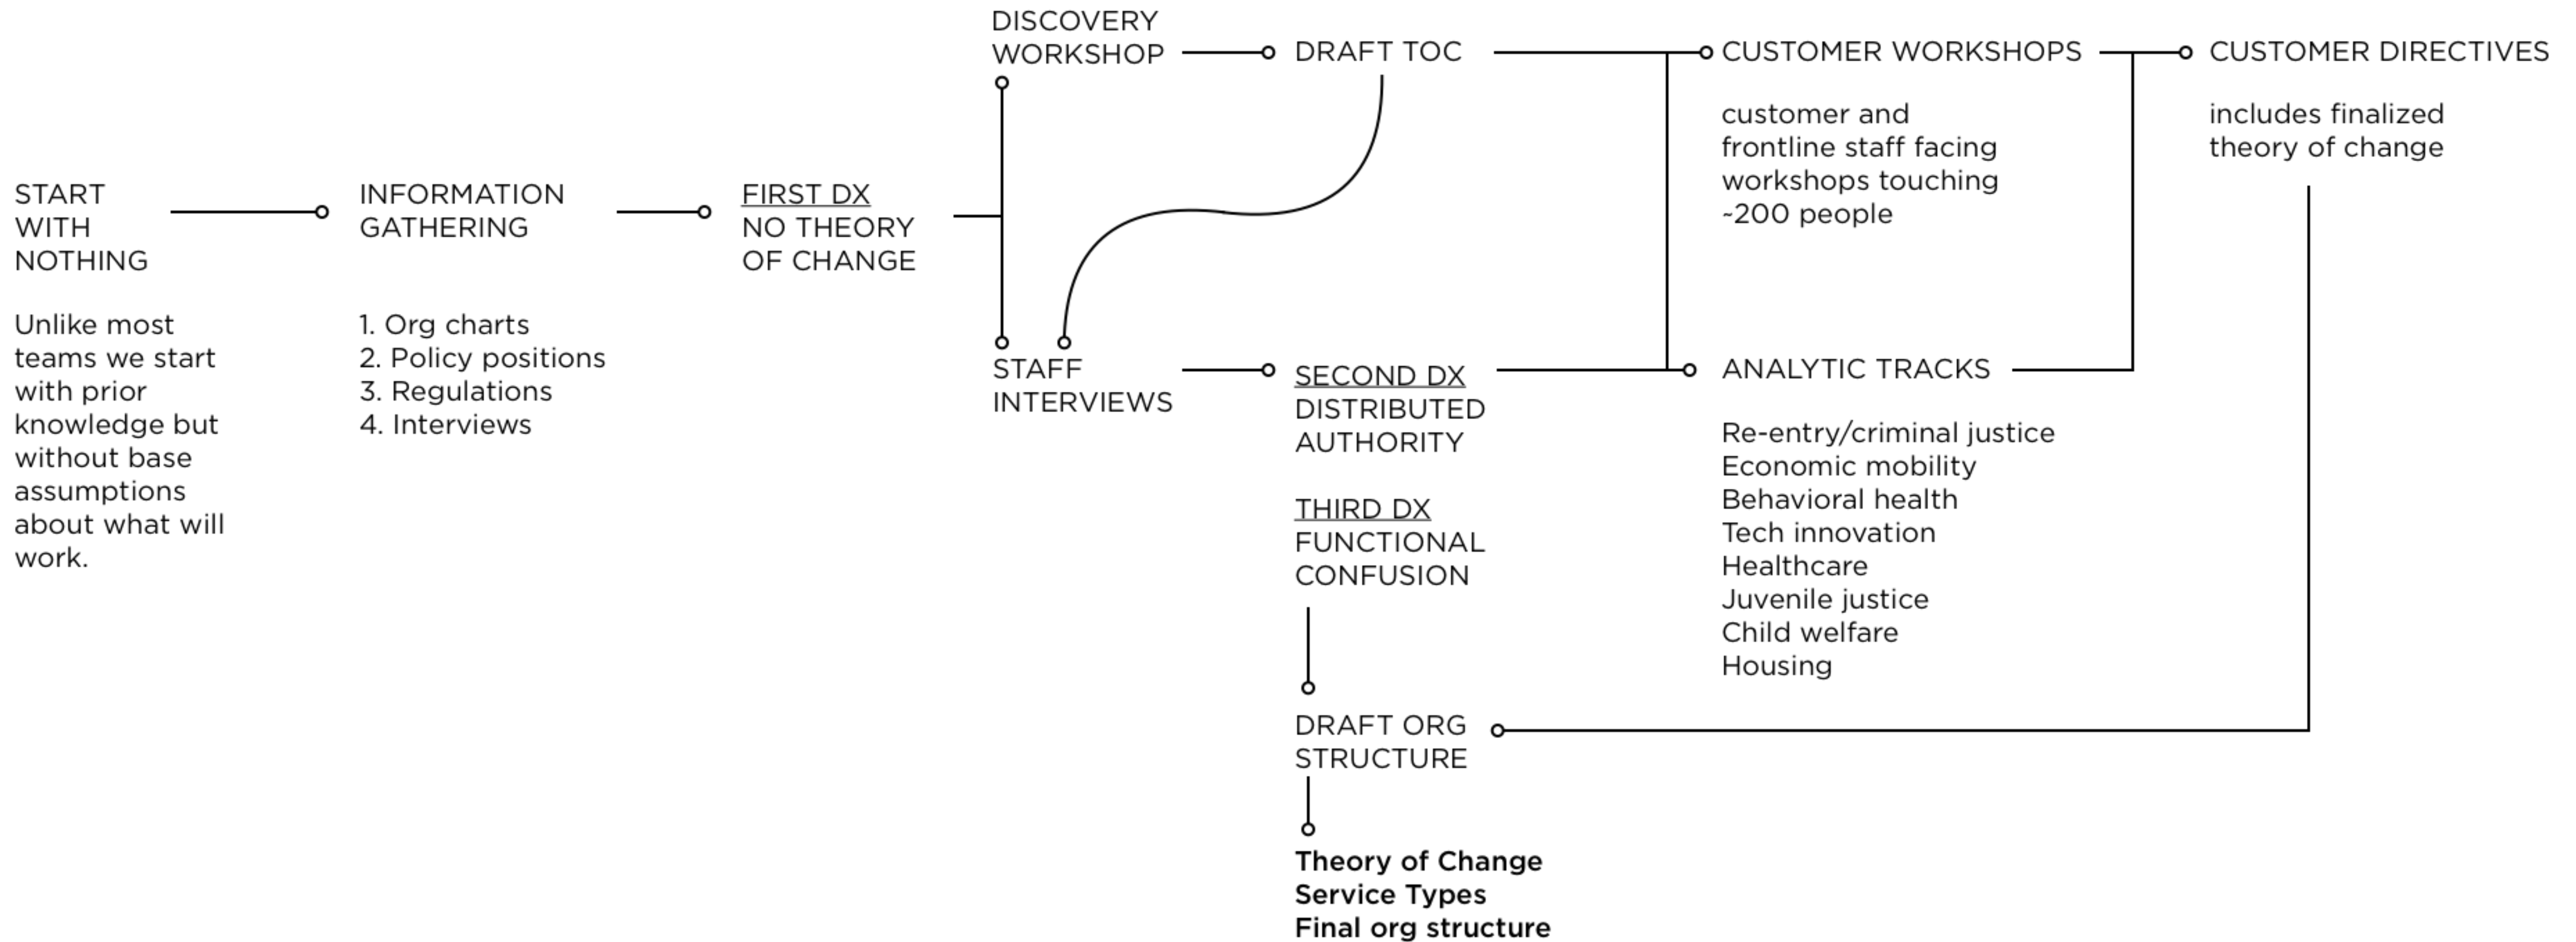 START
WITH
NOTHING
Unlike most
teams we start
with prior
knowledge but
without base
assumptions
about what will
work.
INFORMATION
GATHERING
1. Org charts
2. Policy positions
3. Regulations
4. Interviews
FIRST DX
NO THEORY
OF CHANGE
DISCOVERY
WORKSHOP
STAFF
INTERVIEWS
DRAFT TOC
SECOND DX
DISTRIBUTED
AUTHORITY
THIRD DX
FUNCTIONAL
CONFUSION
DRAFT ORG
STRUCTURE
Theory of Change
Service Types
Final org structure
CUSTOMER WORKSHOPS
customer and
frontline staff facing
workshops touching
~200 people
ANALYTIC TRACKS
Re-entry/criminal justice
Economic mobility
Behavioral health
Tech innovation
Healthcare
Juvenile justice
Child welfare
Housing
CUSTOMER DIRECTIVES
includes finalized
theory of change